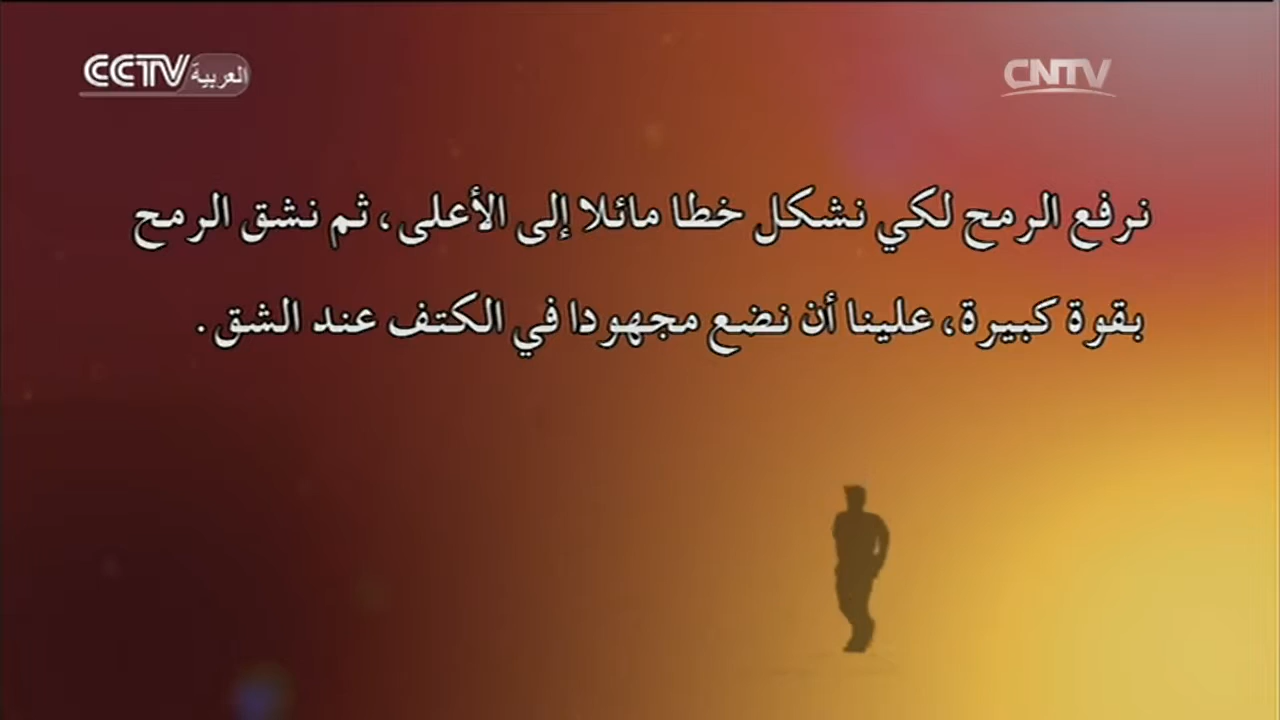 CCTV العربية
CNTV
نرفع الرمح لكي نشكل خطا مائلا إلى الأعلى، ثم نشق الرمح
بقوة كبيرة، علينا أن نضع مجهودا في الكتف عند الشق.